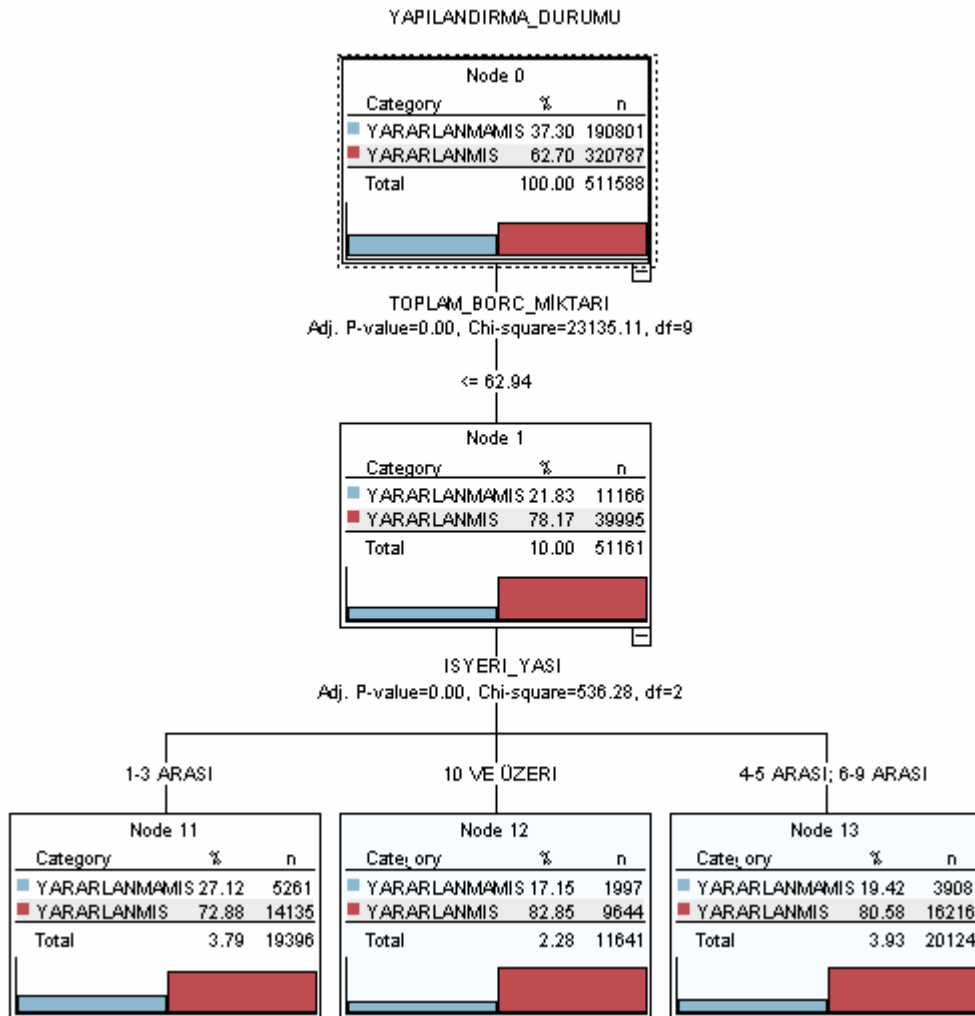 YAPILANDIRMA_DURUMU
Node 0
Category % n
YARARLANMAMIS 37.30 190801
YARARLANMIS 62.70 320787
Total 100.00 511588
TOPLAM_BORC_MİKTARI
Adj. P-value=0.00, Chi-square=23135.11, df=9
<= 62.94
Node 1
Category % n
YARARLANMAMIS 21.83 11166
YARARLANMIS 78.17 39995
Total 10.00 51161
ISYERI_YASI
Adj. P-value=0.00, Chi-square=536.28, df=2
1-3 ARASI
10 VE ÜZERI
4-5 ARASI; 6-9 ARASI
Node 11
Category % n
YARARLANMAMIS 27.12 5261
YARARLANMIS 72.88 14135
Total 3.79 19396
Node 12
Category % n
YARARLANMAMIS 17.15 1997
YARARLANMIS 82.85 9644
Total 2.28 11641
Node 13
Category % n
YARARLANMAMIS 19.42 3908
YARARLANMIS 80.58 16216
Total 3.93 20124